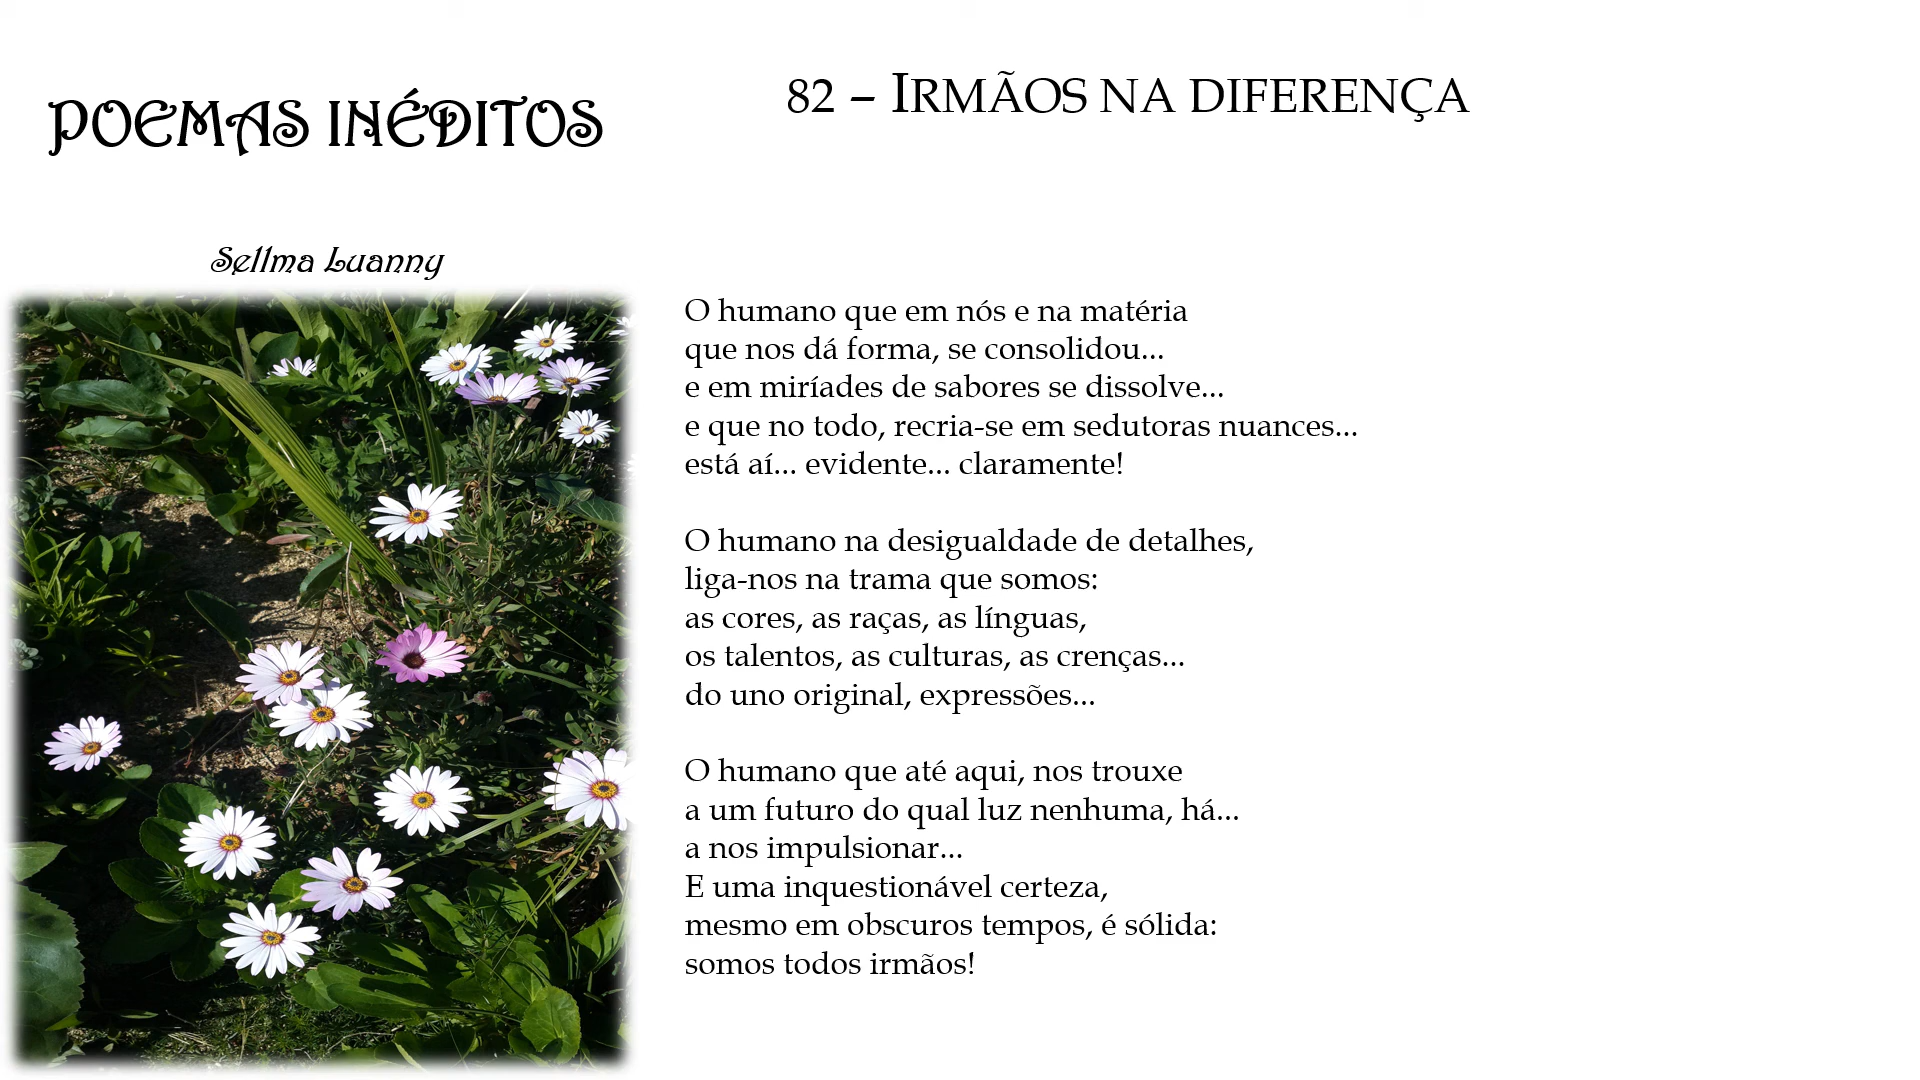 POEMAS INÉDITOS
Sellma Luanny
82 – IRMÃOS NA DIFERENÇA
O humano que em nós e na matéria
que nos dá forma, se consolidou...
e em miríades de sabores se dissolve...
e que no todo, recria-se em sedutoras nuances...
está aí... evidente... claramente!
O humano na desigualdade de detalhes,
liga-nos na trama que somos:
as cores, as raças, as línguas,
os talentos, as culturas, as crenças...
do uno original, expressões...
O humano que até aqui, nos trouxe
a um futuro do qual luz nenhuma, há...
a nos impulsionar...
E uma inquestionável certeza,
mesmo em obscuros tempos, é sólida:
somos todos irmãos!